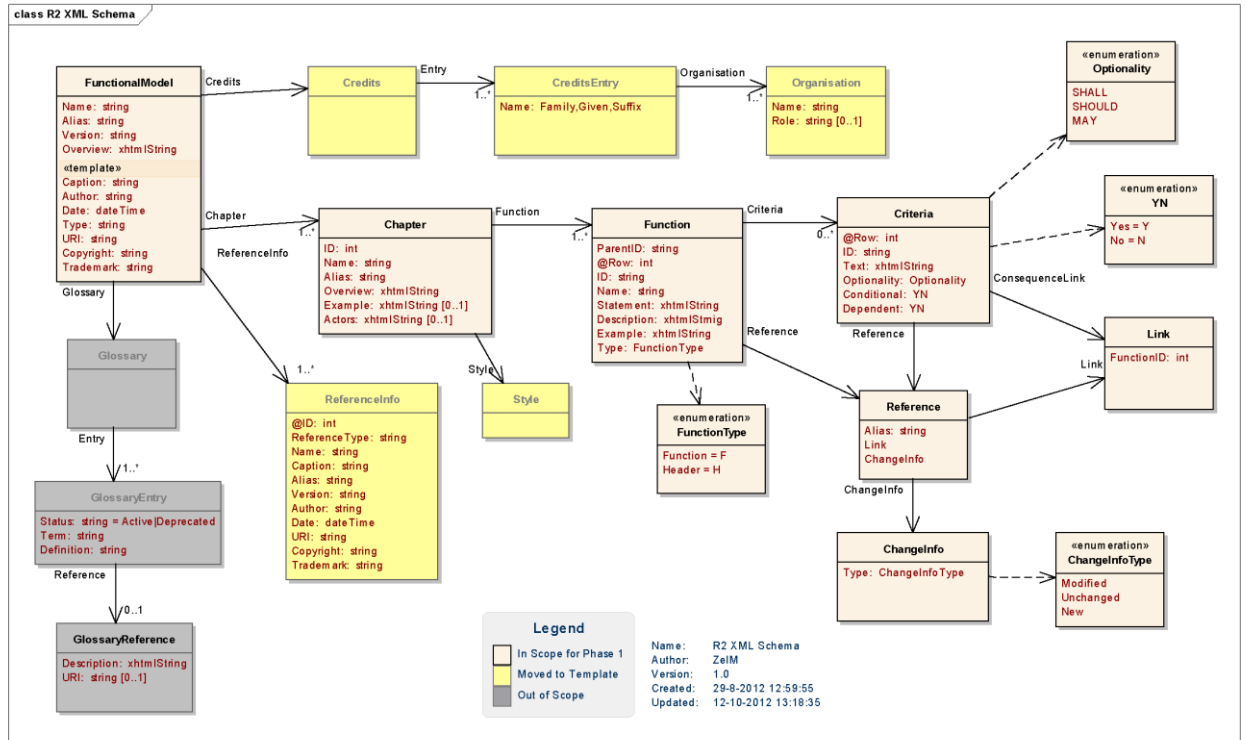 class R2 XML Schema
FunctionalModel
Name: string
Alias: string
Version: string
Overview: xhtmlString
«template»
Caption: string
Author: string
Date: dateTime
Type: string
URI: string
Copyright: string
Trademark: string
Credits
Credits
Entry
1..*
CreditsEntry
Name: Family,Given,Suffix
Organisation
1..*
Organisation
Name: string
Role: string [0..1]
«enumeration»
Optionality
SHALL
SHOULD
MAY
Chapter
1..*
ReferenceInfo
Chapter
ID: int
Name: string
Alias: string
Overview: xhtmlString
Example: xhtmlString [0..1]
Actors: xhtmlString [0..1]
Function
1..*
Function
ParentID: string
@Row: int
ID: string
Name: string
Statement: xhtmlString
Description: xhtmlStrnig
Example: xhtmlString
Type: FunctionType
Criteria
0..*
Criteria
@Row: int
ID: string
Text: xhtmlString
Optionality: Optionality
Conditional: YN
Dependent: YN
«enumeration»
YN
Yes = Y
No = N
ConsequenceLink
Reference
Reference
Link
Link
FunctionID: int
Glossary
Glossary
Entry
1..*
GlossaryEntry
Status: string = Active|Deprecated
Term: string
Definition: string
Reference
0..1
GlossaryReference
Description: xhtmlString
URI: string [0..1]
1..*
ReferenceInfo
@ID: int
ReferenceType: string
Name: string
Caption: string
Alias: string
Version: string
Author: string
Date: dateTime
URI: string
Copyright: string
Trademark: string
Style
Style
«enumeration»
FunctionType
Function = F
Header = H
Reference
Alias: string
Link
ChangeInfo
ChangeInfo
ChangeInfo
Type: ChangeInfoType
«enumeration»
ChangeInfoType
Modified
Unchanged
New
Legend
In Scope for Phase 1
Moved to Template
Out of Scope
Name: R2 XML Schema
Author: ZelM
Version: 1.0
Created: 29-8-2012 12:59:55
Updated: 12-10-2012 13:18:35